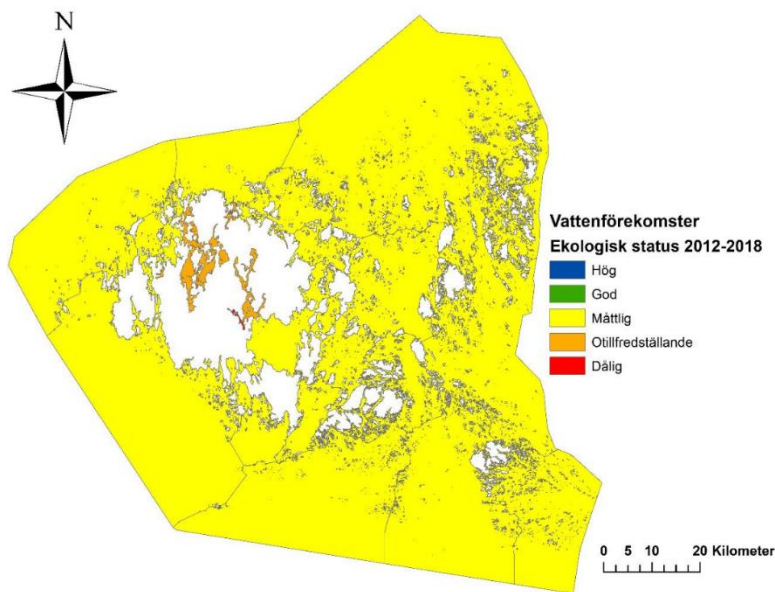 N
Vattenförekomster
Ekologisk status 2012-2018
Hög
God
Måttlig
Otillfredställande
Dålig
0 5 10 20 Kilometer